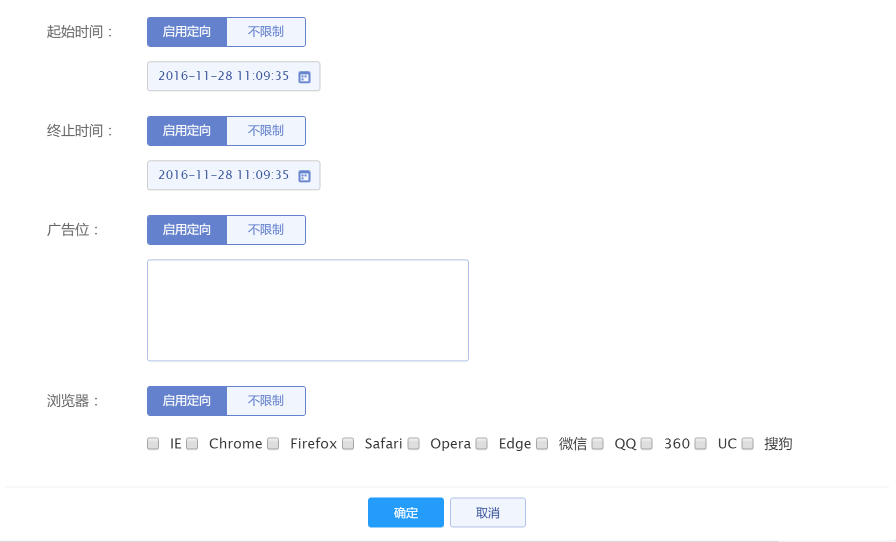 起始时间： 启用定向 不限制
2016-11-28 11:09:35
终止时间： 启用定向 不限制
2016-11-28 11:09:35
广告位： 启用定向 不限制
浏览器： 启用定向 不限制
IE Chrome Firefox Safari Opera Edge 微信 QQ 360 UC 搜狗
确定 取消